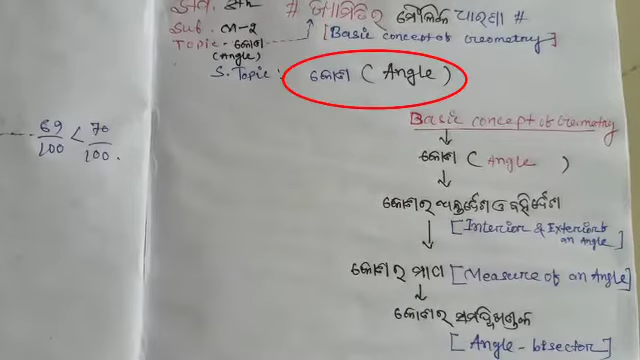 # ଜ୍ୟାମିତିର ମୌଳିକ ଧାରଣା #
Sub. ମ-2 [Basic concept of Geometry]
Topic - କୋଣ
(Angle)
S. Topic : କୋଣ (Angle)
69/100 < 70/100.
Basic concept of Geometry
↓
କୋଣ (Angle)
↓
କୋଣର ଅନ୍ତର୍ଦେଶ ଓ ବହିର୍ଦେଶ
[Interior & Exterior
an Angle]
↓
କୋଣର ମାପ [Measure of an Angle]
↓
କୋଣର ସମଦ୍ବିଖଣ୍ଡକ
[Angle-bisector]